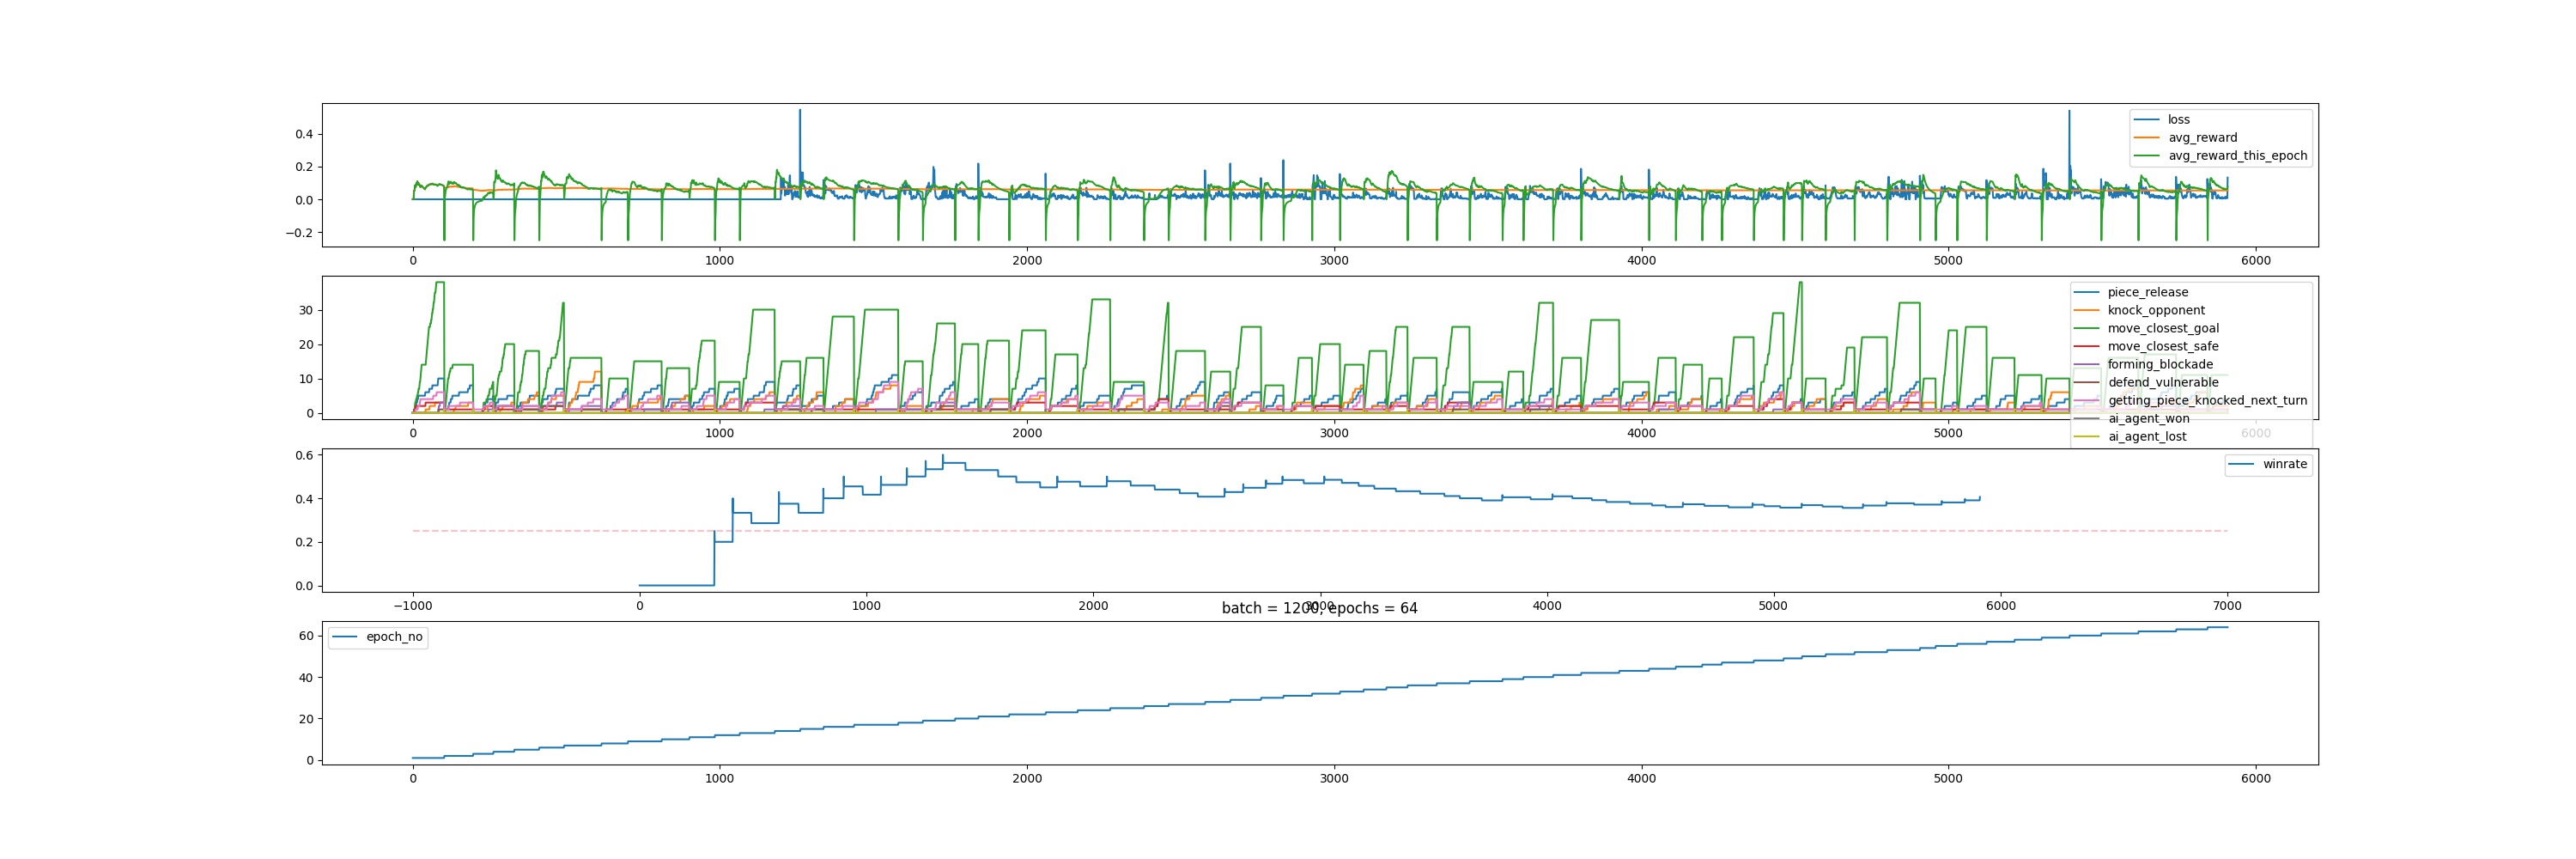 0.4
0.2
0.0
−0.2
loss
avg_reward
avg_reward_this_epoch
0 1000 2000 3000 4000 5000 6000
30
20
10
0
piece_release
knock_opponent
move_closest_goal
move_closest_safe
forming_blockade
defend_vulnerable
getting_piece_knocked_next_turn
ai_agent_won
ai_agent_lost
0 1000 2000 3000 4000 5000 6000
0.6
0.4
0.2
0.0
winrate
−1000 0 1000 2000 3000 4000 5000 6000 7000
batch = 1200, epochs = 64
60
40
20
0
epoch_no
0 1000 2000 3000 4000 5000 6000